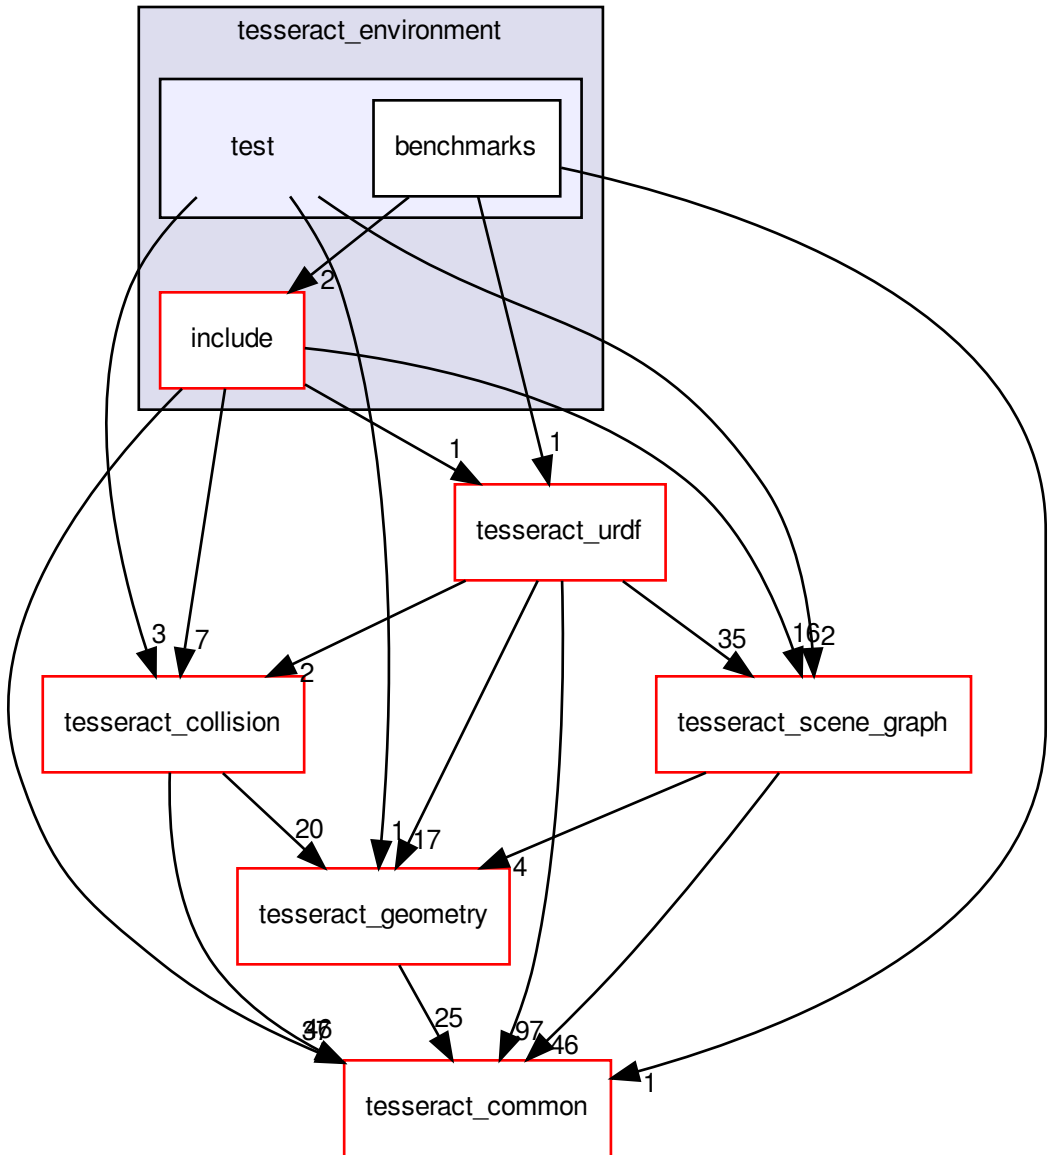 tesseract_environment
test
benchmarks
2
include
1
1
tesseract_urdf
3
7
2
35
16
2
tesseract_collision
tesseract_scene_graph
20
1
17
4
tesseract_geometry
25
97
46
1
tesseract_common